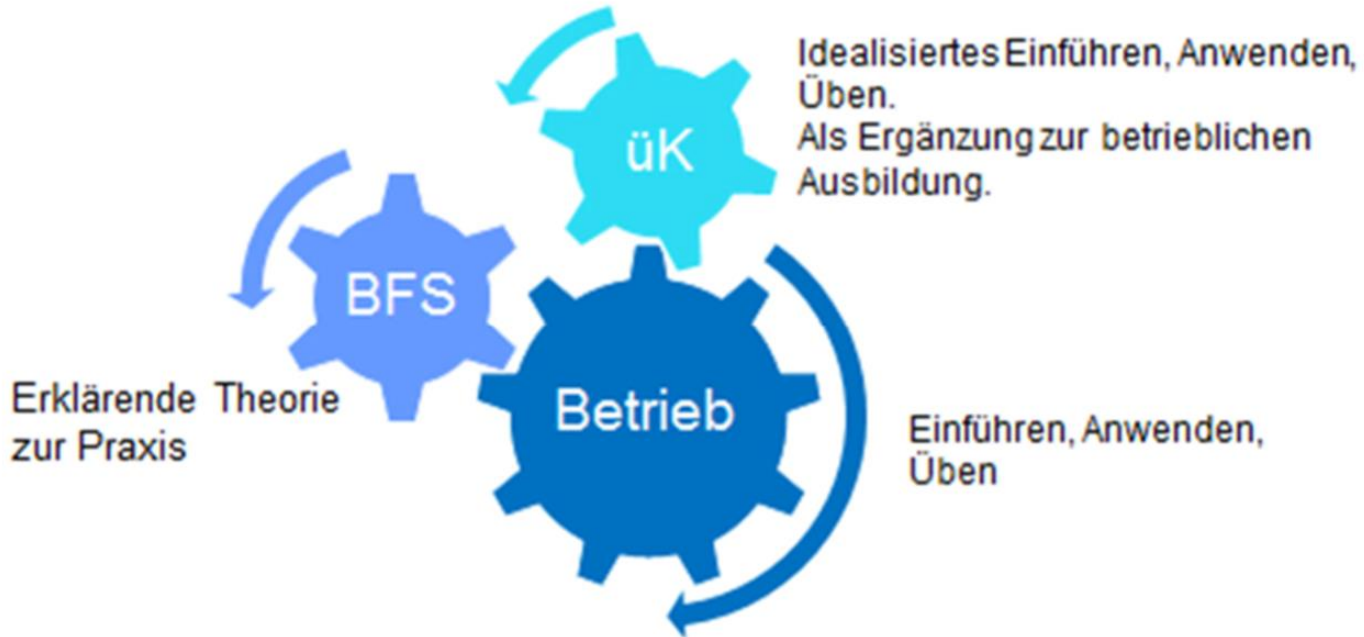 Idealisiertes Einführen, Anwenden,
Üben.
Als Ergänzung zur betrieblichen
Ausbildung.
üK
BFS
Erklärende Theorie
zur Praxis
Betrieb
Einführen, Anwenden,
Üben